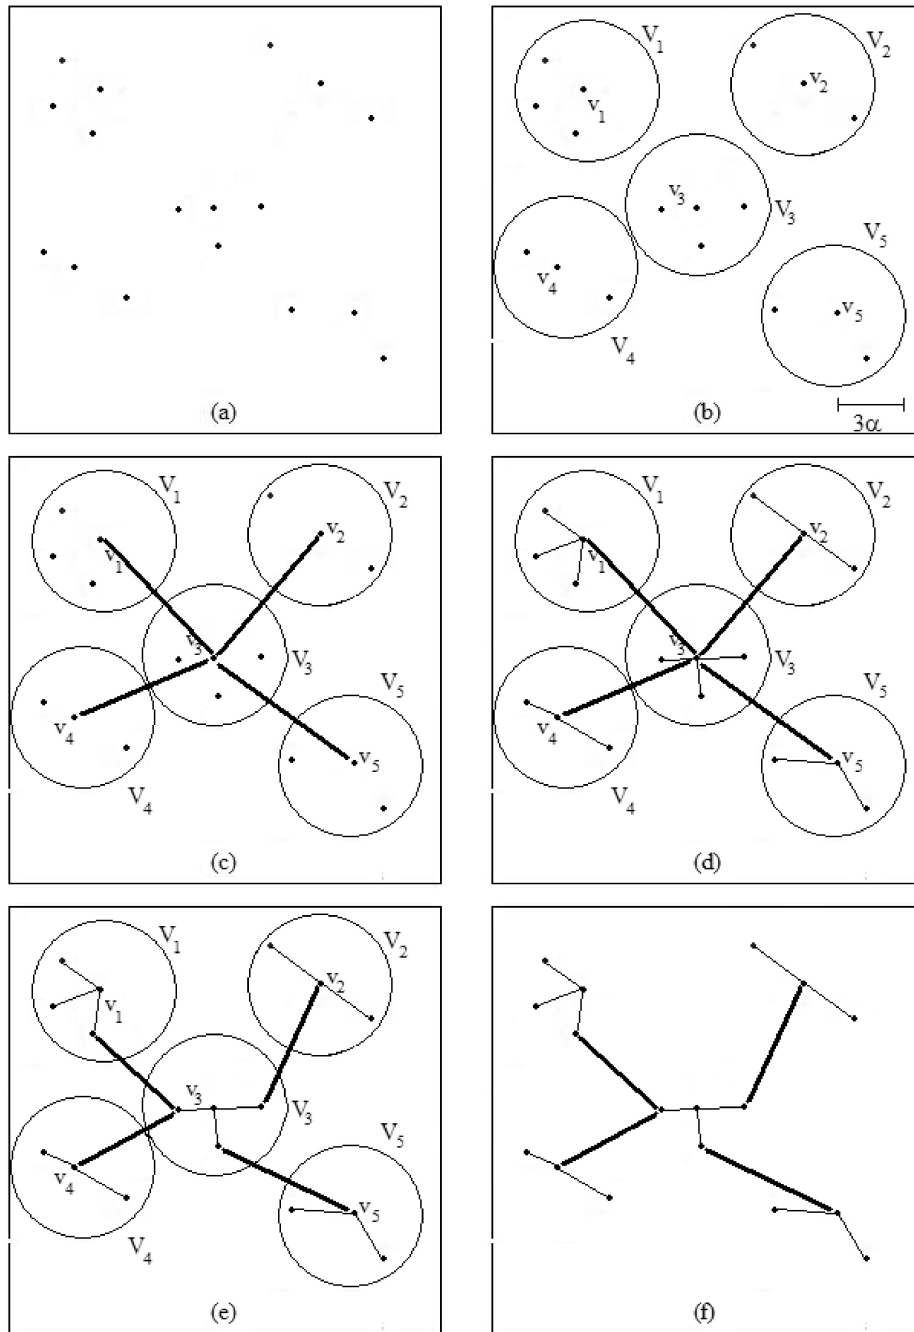 (a)
V₁
V₂
v₁
v₂
v₃
V₃
V₅
v₄
v₅
V₄
3α
(b)
V₁
V₂
v₁
v₂
v₃
V₃
V₅
v₄
v₅
V₄
(c)
V₁
V₂
v₁
v₂
v₃
V₃
V₅
v₄
v₅
V₄
(d)
V₁
V₂
v₁
v₂
v₃
V₃
V₅
v₄
v₅
V₄
(e)
(f)